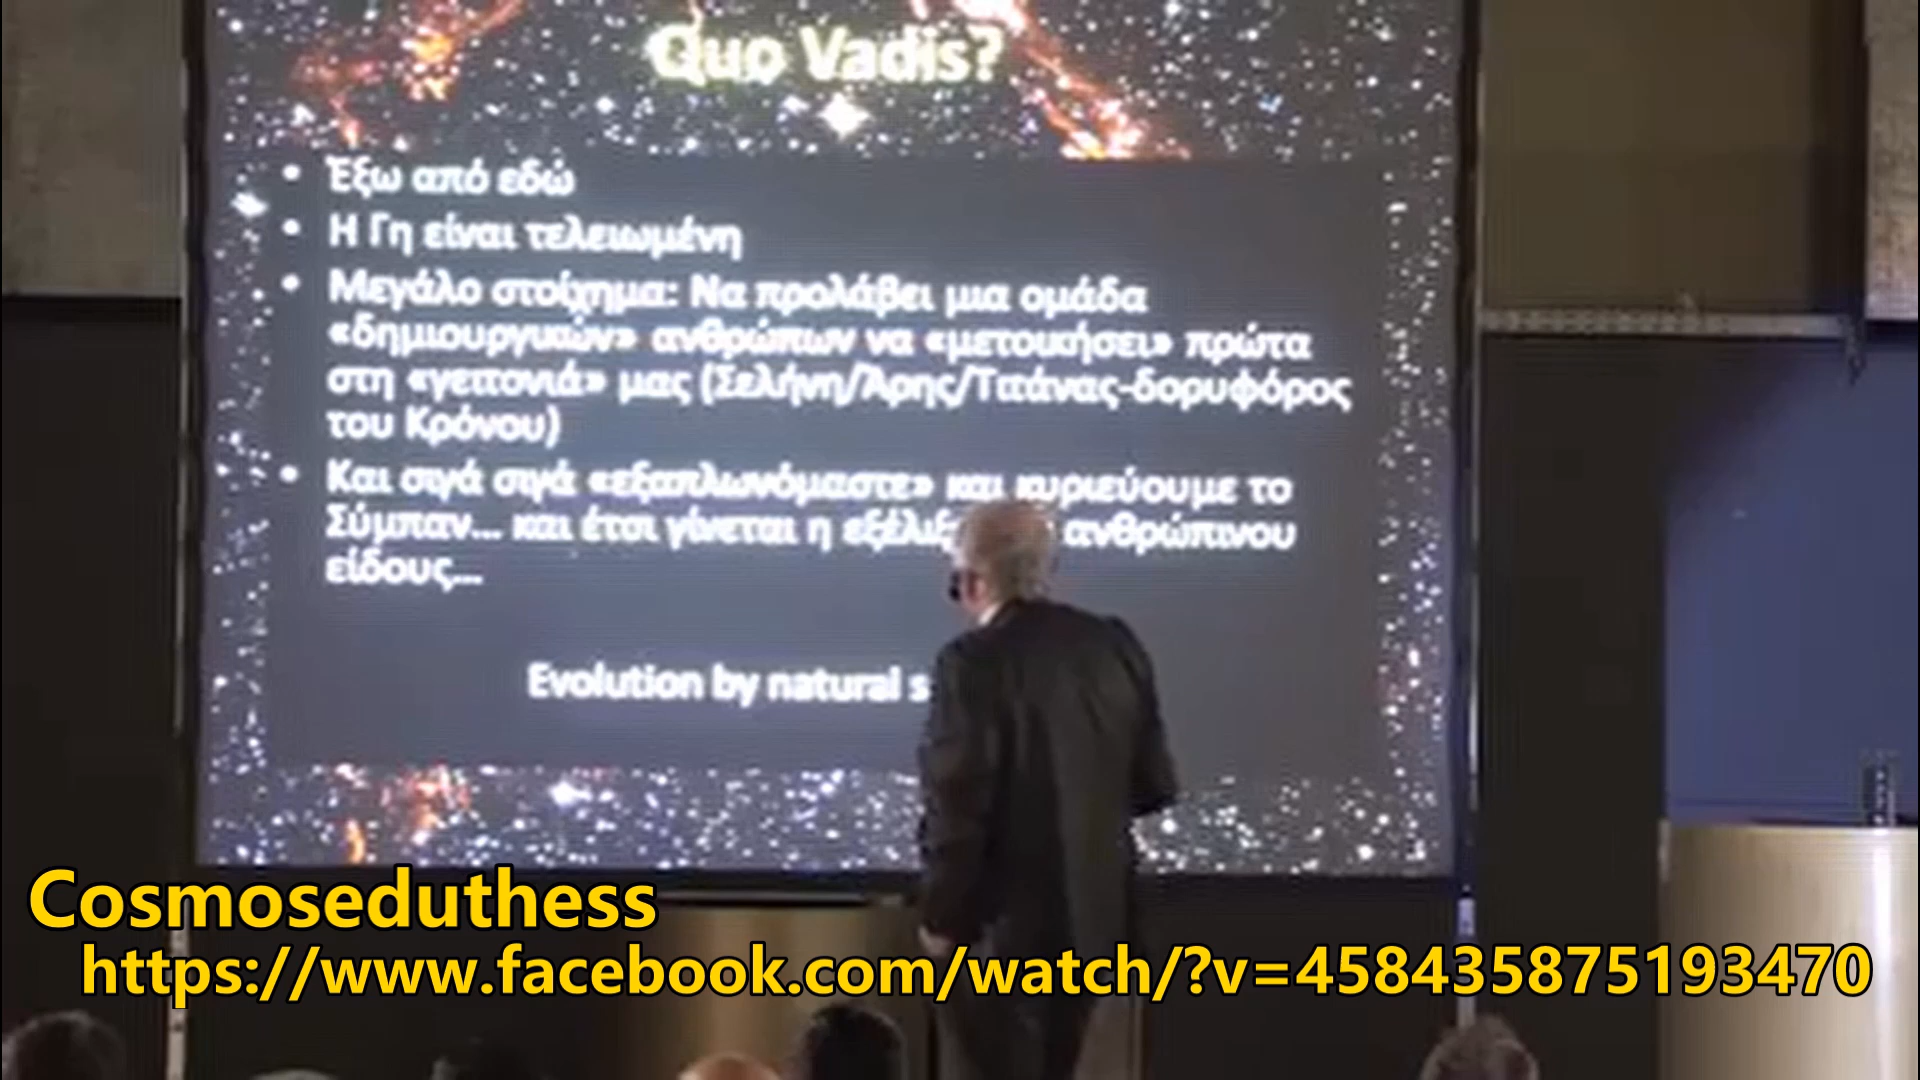 Quo Vadis?
• Έξω από εδώ
• Η Γη είναι τελειωμένη
• Μεγάλο στοίχημα: Να προλάβει μια ομάδα
«δημιουργικών» ανθρώπων να «μετοικήσει» πρώτα
στη «γειτονιά» μας (Σελήνη/Άρης/Τιτάνας-δορυφόρος
του Κρόνου)
• Και σιγά σιγά «εξαπλωνόμαστε» και κυριεύουμε το
Σύμπαν... και έτσι γίνεται η ανθρώπινου
είδους...
Evolution by natural
Cosmoseduthess
https://www.facebook.com/watch/?v=458435875193470